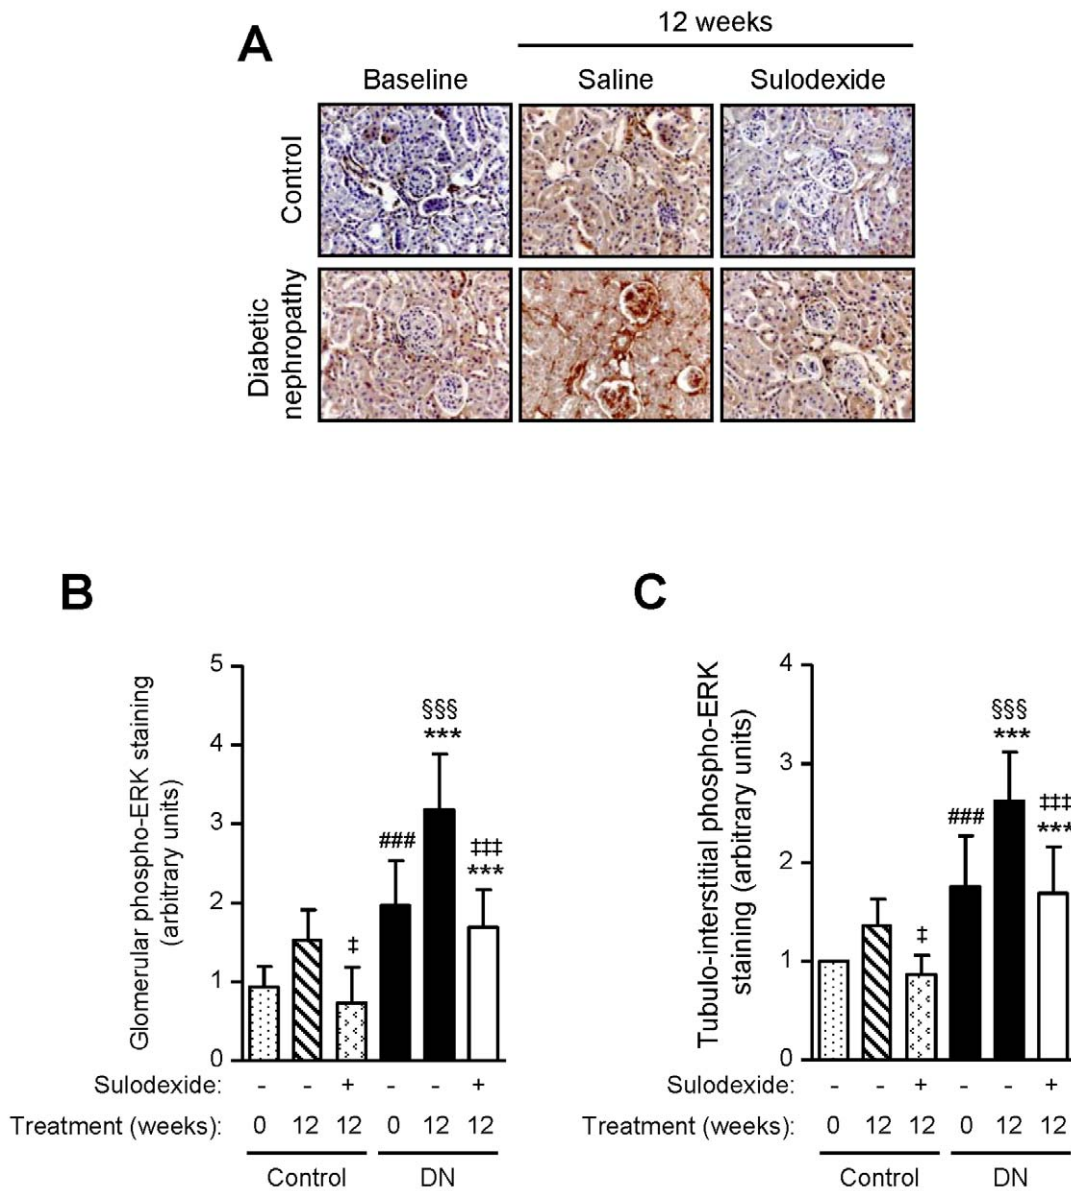 A
12 weeks
Baseline
Saline
Sulodexide
Control
Diabetic
nephropathy
B
Glomerular phospho-ERK staining
(arbitrary units)
5
4
3
2
1
0
‡
###
§§§
***
‡‡‡
***
Sulodexide: - - + - - +
Treatment (weeks): 0 12 12 0 12 12
Control DN
C
Tubulo-interstitial phospho-ERK
staining (arbitrary units)
4
3
2
1
0
‡
###
§§§
***
‡‡‡
***
Sulodexide: - - + - - +
Treatment (weeks): 0 12 12 0 12 12
Control DN